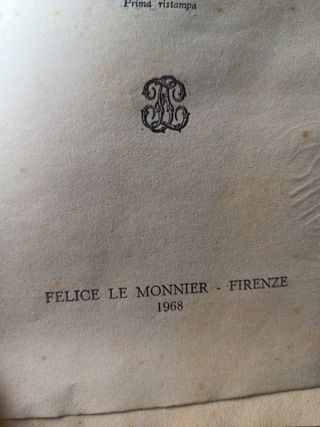 Prima ristampa
FELICE LE MONNIER - FIRENZE
1968